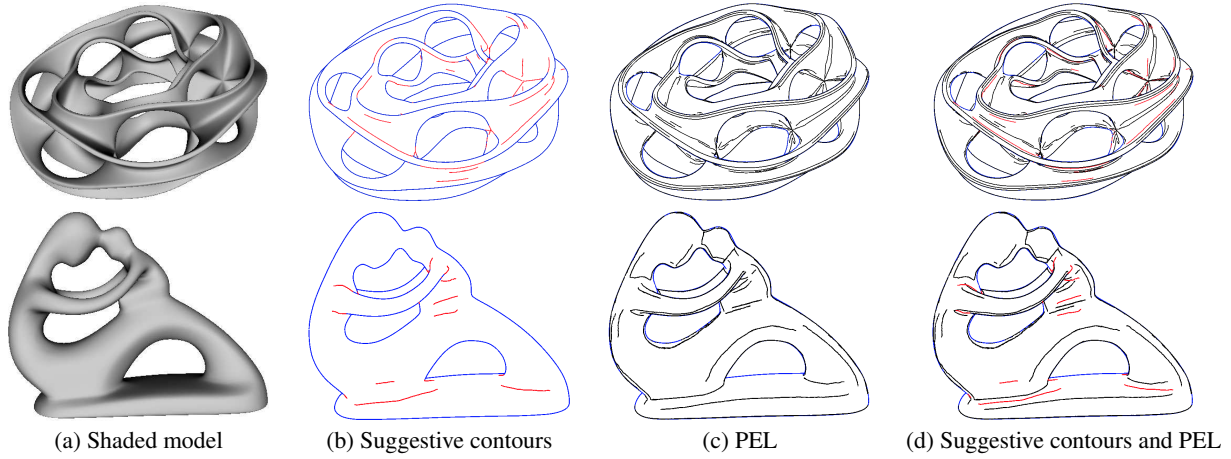 (a) Shaded model
(b) Suggestive contours
(c) PEL
(d) Suggestive contours and PEL